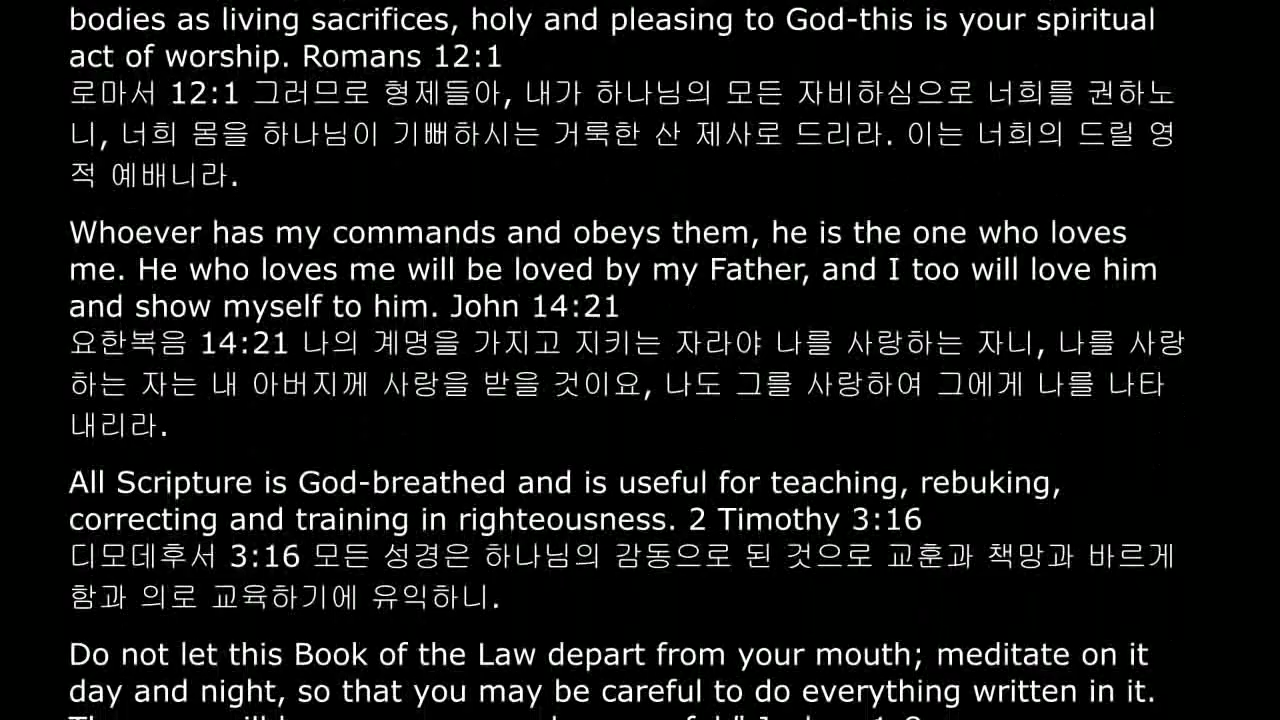 bodies as living sacrifices, holy and pleasing to God-this is your spiritual
act of worship. Romans 12:1
로마서 12:1 그러므로 형제들아, 내가 하나님의 모든 자비하심으로 너희를 권하노
니, 너희 몸을 하나님이 기뻐하시는 거룩한 산 제사로 드리라. 이는 너희의 드릴 영
적 예배니라.
Whoever has my commands and obeys them, he is the one who loves
me. He who loves me will be loved by my Father, and I too will love him
and show myself to him. John 14:21
요한복음 14:21 나의 계명을 가지고 지키는 자라야 나를 사랑하는 자니, 나를 사랑
하는 자는 내 아버지께 사랑을 받을 것이요, 나도 그를 사랑하여 그에게 나를 나타
내리라.
All Scripture is God-breathed and is useful for teaching, rebuking,
correcting and training in righteousness. 2 Timothy 3:16
디모데후서 3:16 모든 성경은 하나님의 감동으로 된 것으로 교훈과 책망과 바르게
함과 의로 교육하기에 유익하니.
Do not let this Book of the Law depart from your mouth; meditate on it
day and night, so that you may be careful to do everything written in it.